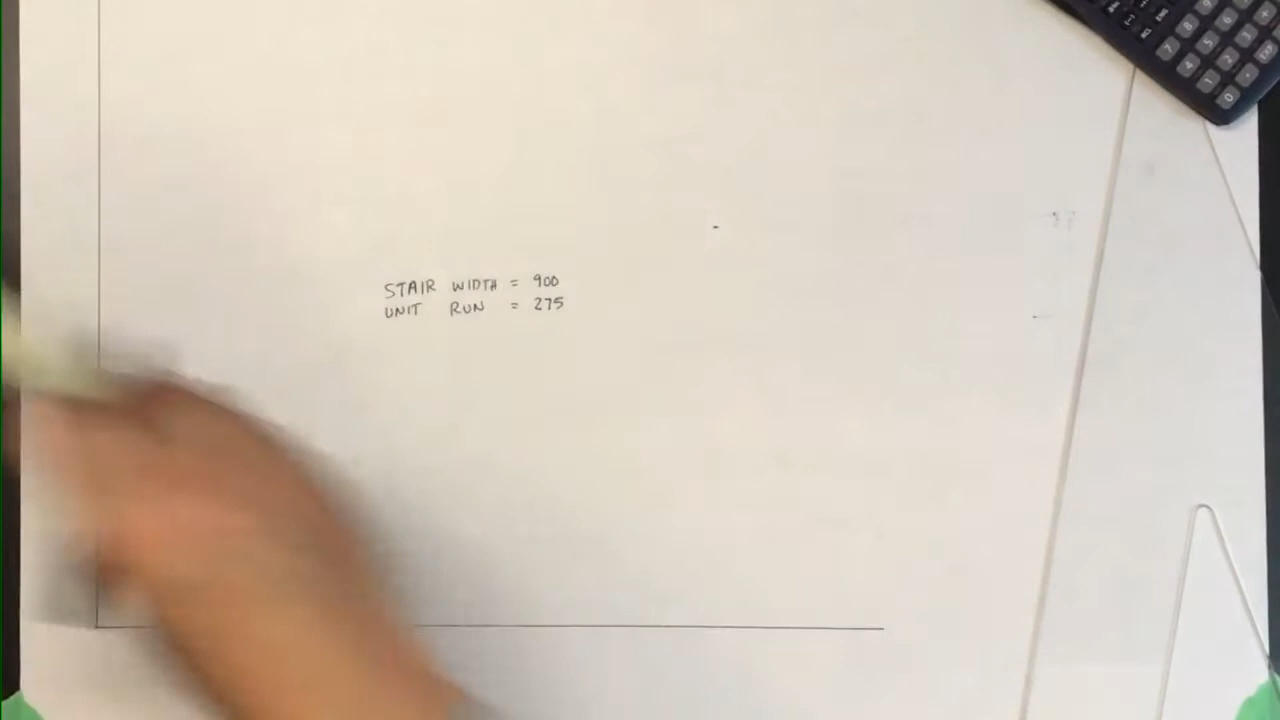 STAIR WIDTH = 900
UNIT RUN = 275